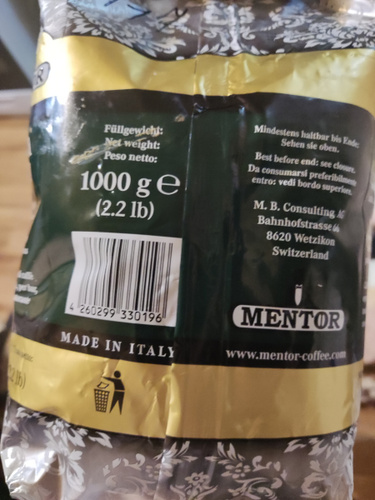 Füllgewicht:
Net weight:
Peso netto:
1000 g e
(2.2 lb)
4 260299 330196
MADE IN ITALY
Mindestens haltbar bis Ende:
Sehen sie oben.
Best before end: see closure.
Da consumarsi preferibilmente
entro: vedi bordo superiore.
M. B. Consulting AG
Bahnhofstrasse
8620 Wetzikon
Switzerland
MENTOR
www.mentor-coffee.com